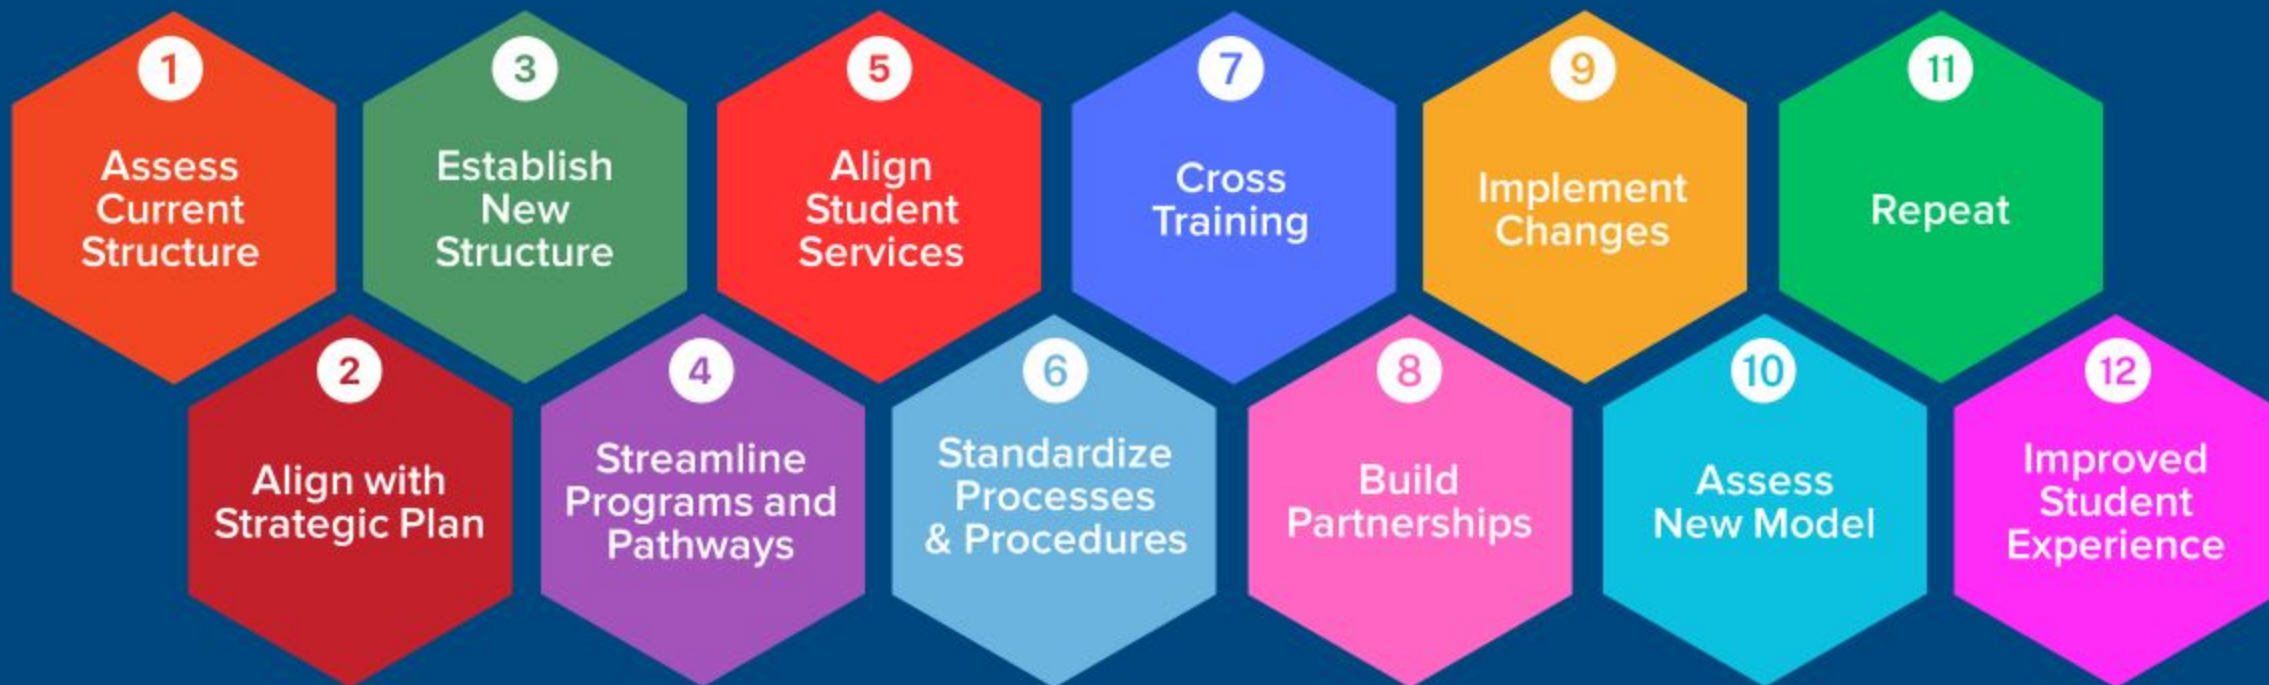 1
Assess
Current
Structure
2
Align with
Strategic Plan
3
Establish
New
Structure
4
Streamline
Programs and
Pathways
5
Align
Student
Services
6
Standardize
Processes
& Procedures
7
Cross
Training
8
Build
Partnerships
9
Implement
Changes
10
Assess
New Model
11
Repeat
12
Improved
Student
Experience